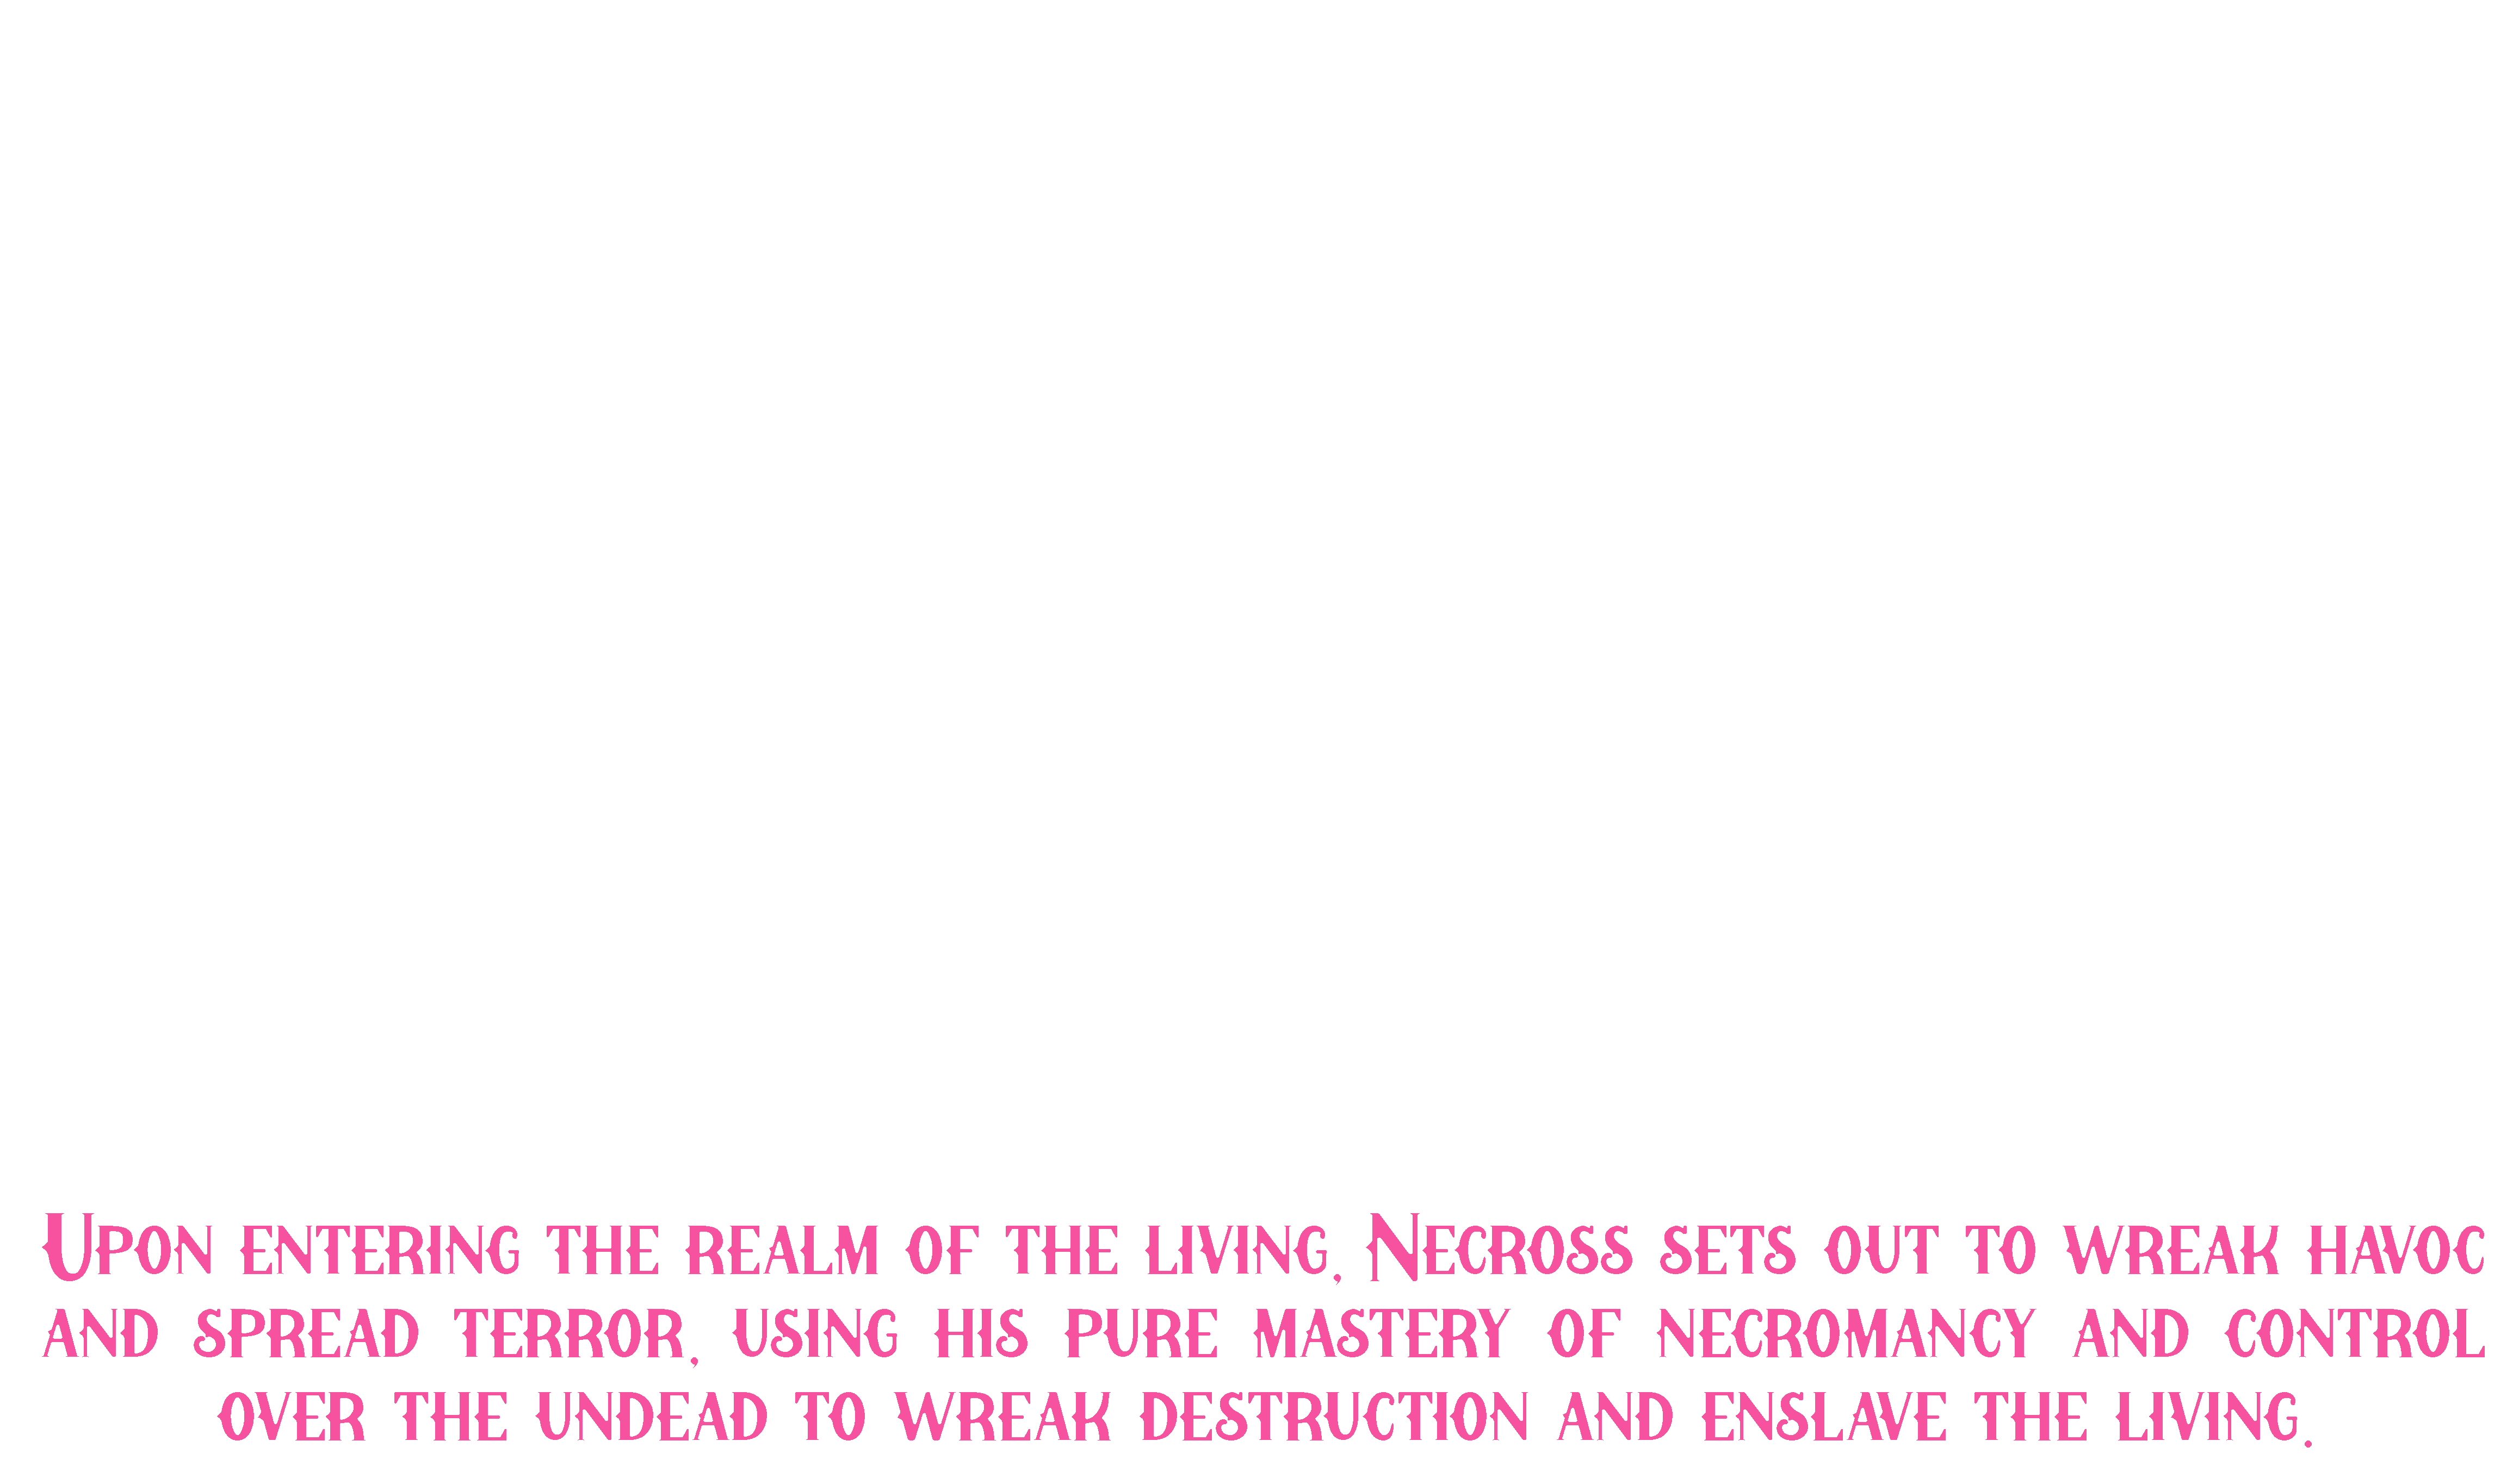 Upon entering the realm of the living, Necross sets out to wreak havoc
and spread terror, using his pure mastery of necromancy and control
over the undead to wreak destruction and enslave the living.